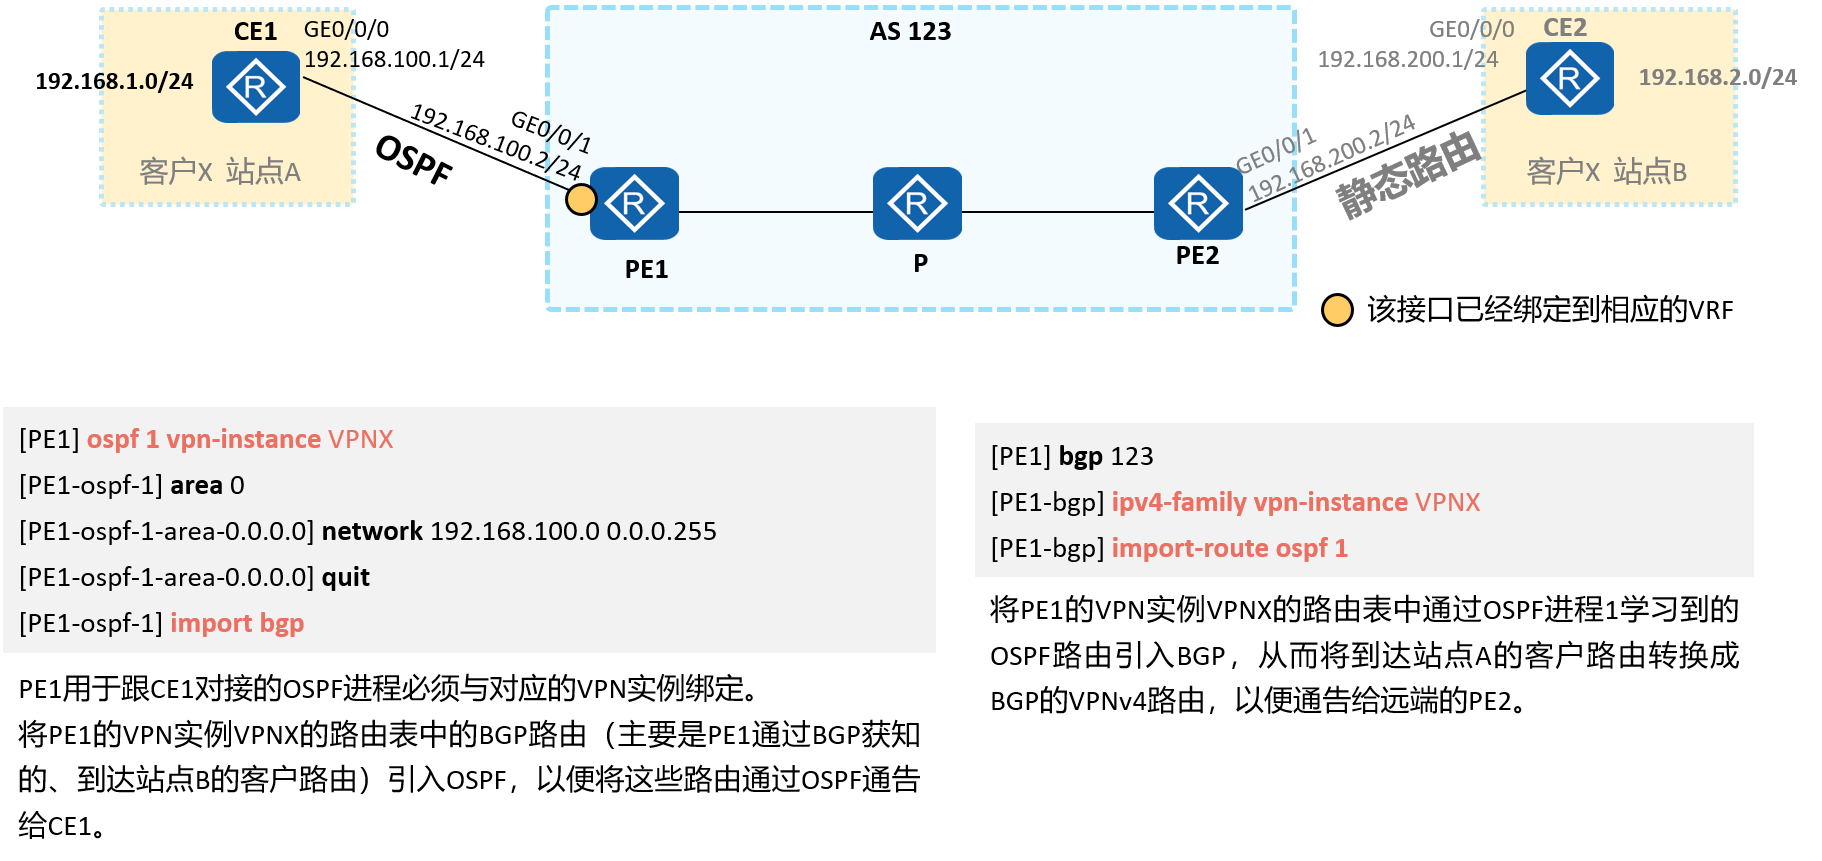 CE1
GE0/0/0
192.168.100.1/24
192.168.1.0/24
客户X 站点A
OSPF
GE0/0/1
192.168.100.2/24
AS 123
PE1
P
PE2
GE0/0/0
192.168.200.1/24
CE2
192.168.2.0/24
GE0/0/1
192.168.200.2/24
静态路由
客户X 站点B
该接口已经绑定到相应的VRF
[PE1] ospf 1 vpn-instance VPNX
[PE1-ospf-1] area 0
[PE1-ospf-1-area-0.0.0.0] network 192.168.100.0 0.0.0.255
[PE1-ospf-1-area-0.0.0.0] quit
[PE1-ospf-1] import bgp
PE1用于跟CE1对接的OSPF进程必须与对应的VPN实例绑定。
将PE1的VPN实例VPNX的路由表中的BGP路由（主要是PE1通过BGP获知
的、到达站点B的客户路由）引入OSPF，以便将这些路由通过OSPF通告
给CE1。
[PE1] bgp 123
[PE1-bgp] ipv4-family vpn-instance VPNX
[PE1-bgp] import-route ospf 1
将PE1的VPN实例VPNX的路由表中通过OSPF进程1学习到的
OSPF路由引入BGP，从而将到达站点A的客户路由转换成
BGP的VPNv4路由，以便通告给远端的PE2。